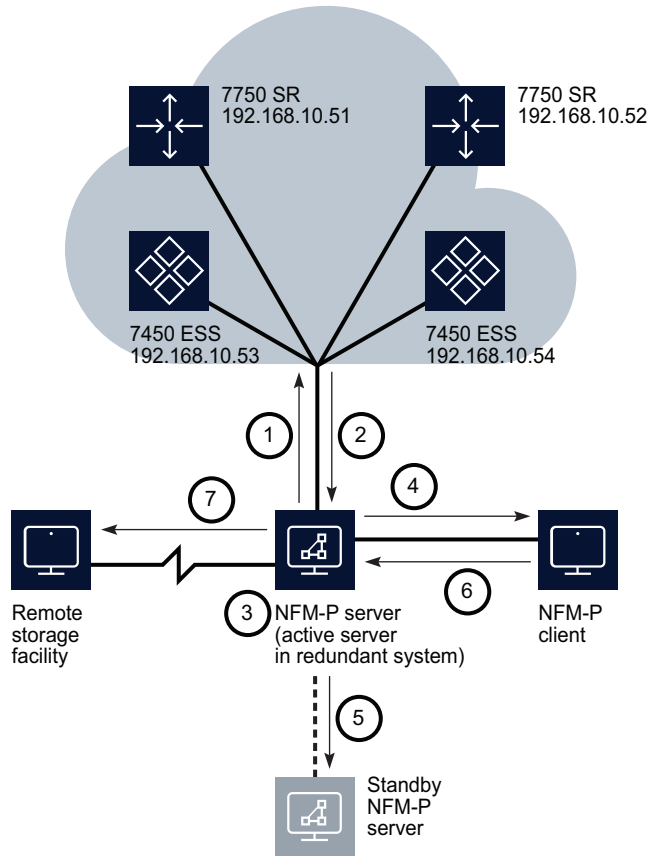 7750 SR
192.168.10.51
7750 SR
192.168.10.52
7450 ESS
192.168.10.53
7450 ESS
192.168.10.54
1
2
7
4
3
6
Remote
storage
facility
NFM-P server
(active server
in redundant system)
NFM-P
client
5
Standby
NFM-P
server